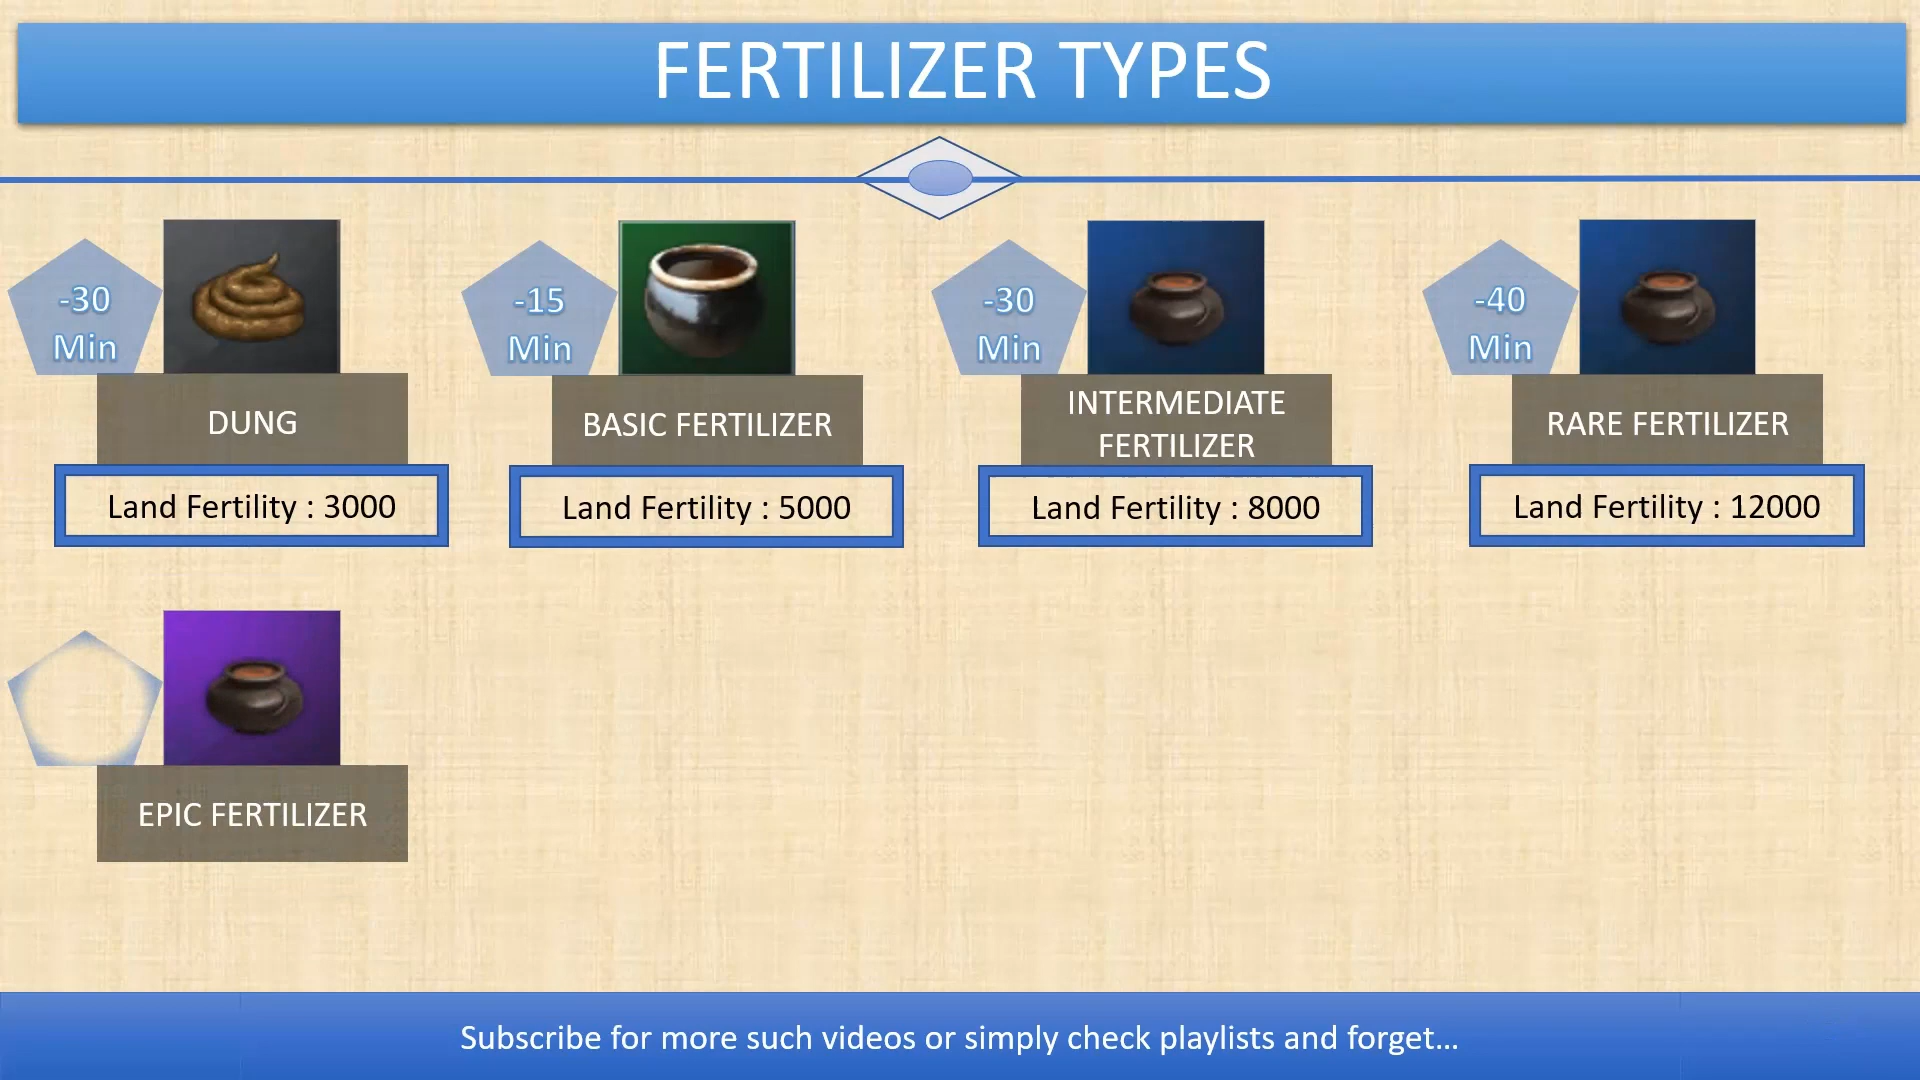 FERTILIZER TYPES
-30
Min
DUNG
Land Fertility : 3000
-15
Min
BASIC FERTILIZER
Land Fertility : 5000
-30
Min
INTERMEDIATE
FERTILIZER
Land Fertility : 8000
-40
Min
RARE FERTILIZER
Land Fertility : 12000
EPIC FERTILIZER
Subscribe for more such videos or simply check playlists and forget...